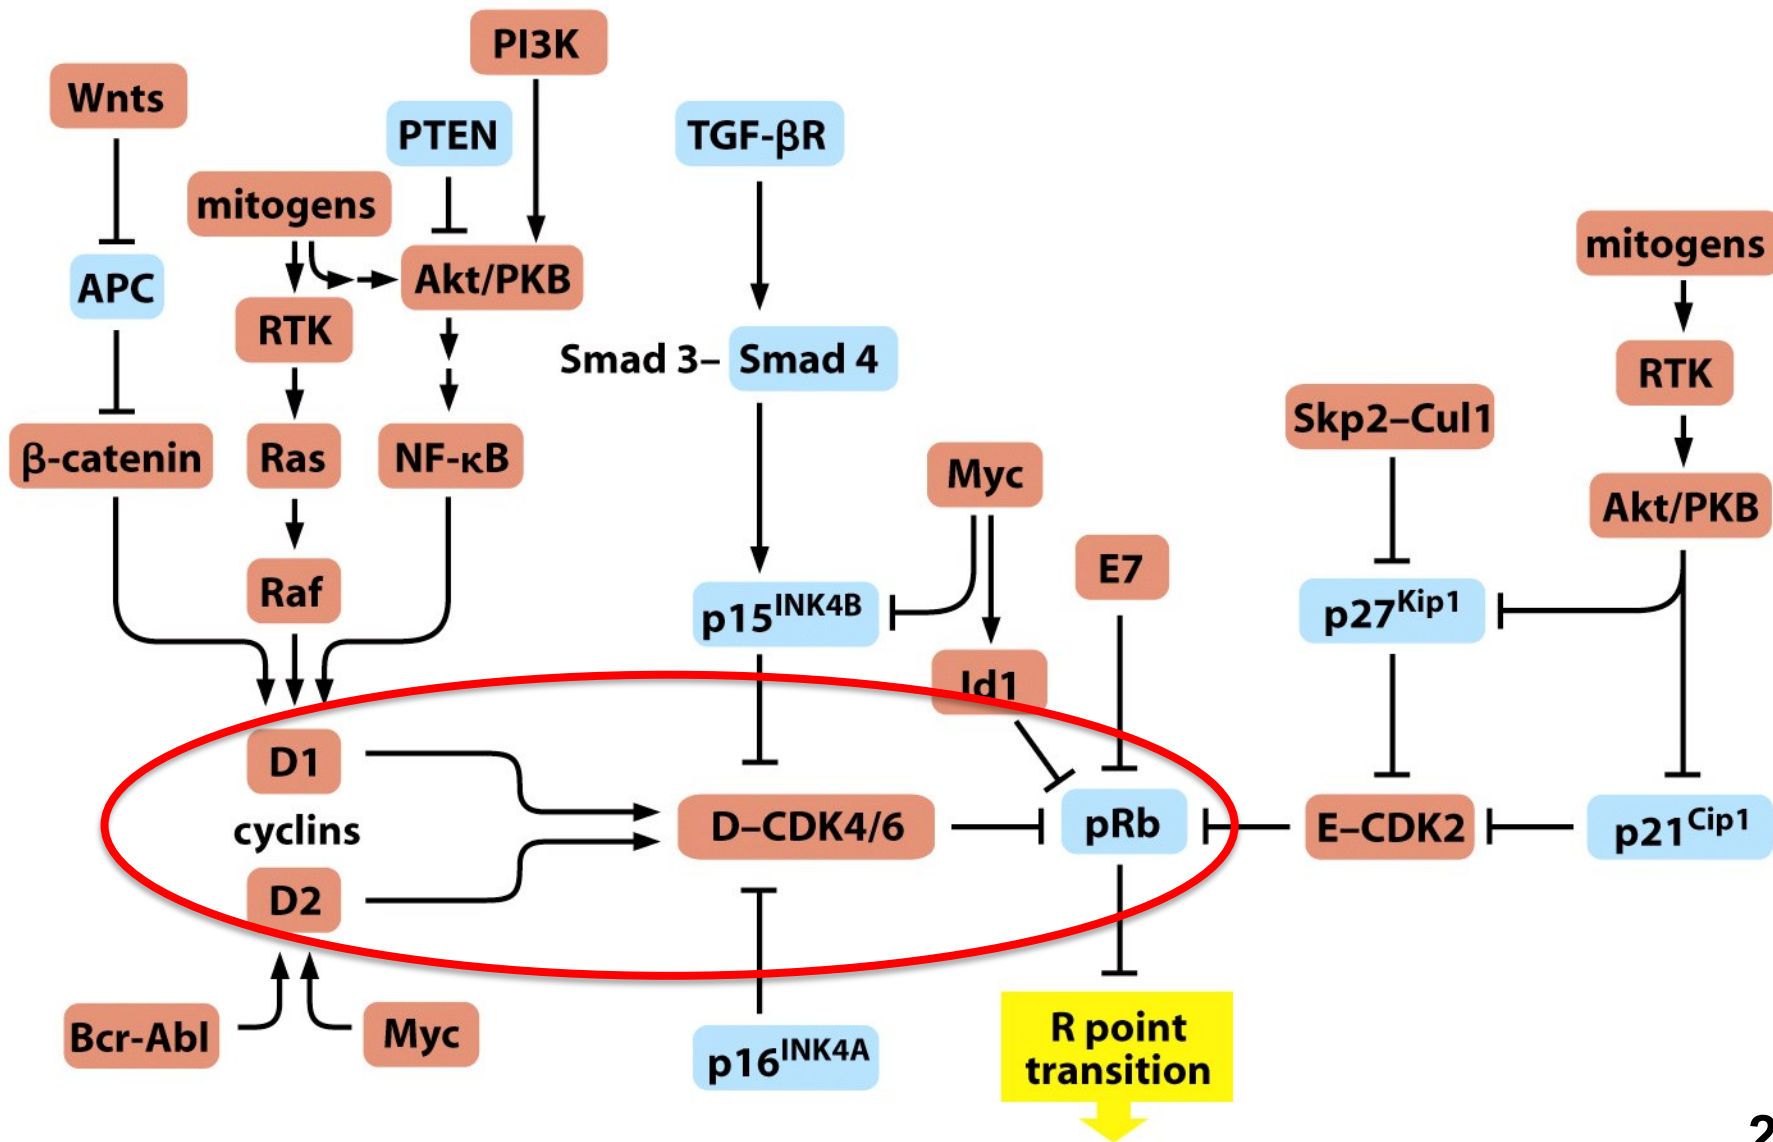 PI3K
Wnts
PTEN
TGF-βR
mitogens
mitogens
APC
Akt/PKB
RTK
Smad 3– Smad 4
RTK
Skp2–Cul1
β-catenin
Ras
NF-κB
Myc
Akt/PKB
E7
Raf
p15INK4B
p27Kip1
Id1
D1
cyclins
D–CDK4/6
pRb
E–CDK2
p21Cip1
D2
Bcr-Abl
Myc
p16INK4A
R point
transition